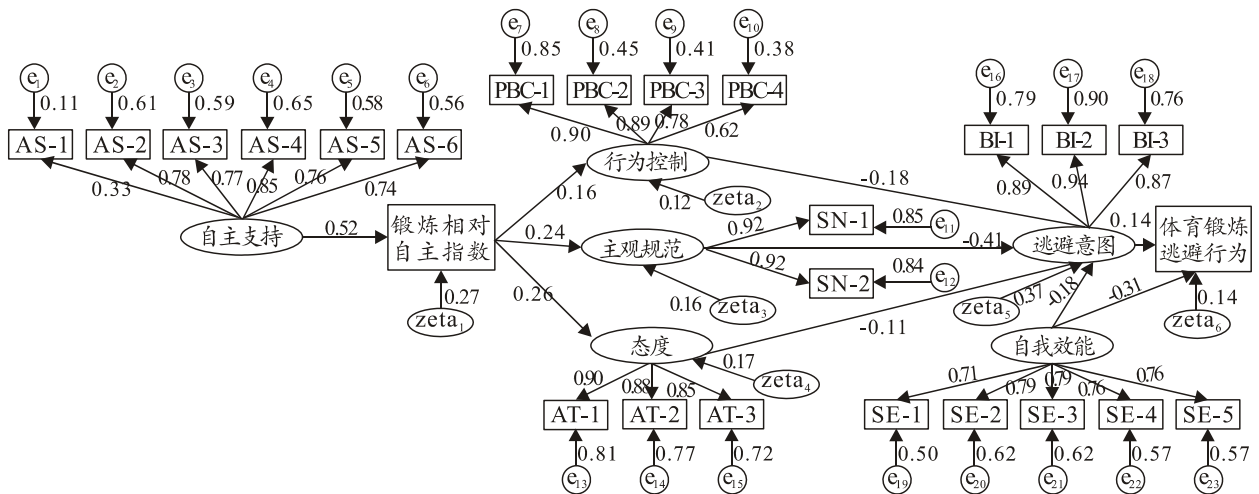 e7 e8 e9 e10
0.85 0.45 0.41 0.38
PBC-1 PBC-2 PBC-3 PBC-4
0.90 0.89 0.78 0.62
e1 e2 e3 e4 e5 e6
0.11 0.61 0.59 0.65 0.58 0.56
AS-1 AS-2 AS-3 AS-4 AS-5 AS-6
0.33 0.78 0.77 0.85 0.76 0.74
e16 e17 e18
0.79 0.90 0.76
BI-1 BI-2 BI-3
0.89 0.94 0.87
行为控制
0.16
0.12 zeta2
-0.18
自主支持
0.52
锻炼相对
自主指数
0.27
zeta1
0.24
主观规范
0.92 SN-1 0.85 e11
0.92 SN-2 0.84 e12
-0.41
0.16 zeta3
逃避意图
0.14
体育锻炼
逃避行为
zeta5 0.37
-0.18
-0.31
0.14
zeta6
0.26
态度
-0.11
0.17
zeta4
自我效能
0.90 0.88 0.85
AT-1 AT-2 AT-3
0.81 0.77 0.72
e13 e14 e15
0.71 0.79 0.79 0.76 0.76
SE-1 SE-2 SE-3 SE-4 SE-5
0.50 0.62 0.62 0.57 0.57
e19 e20 e21 e22 e23